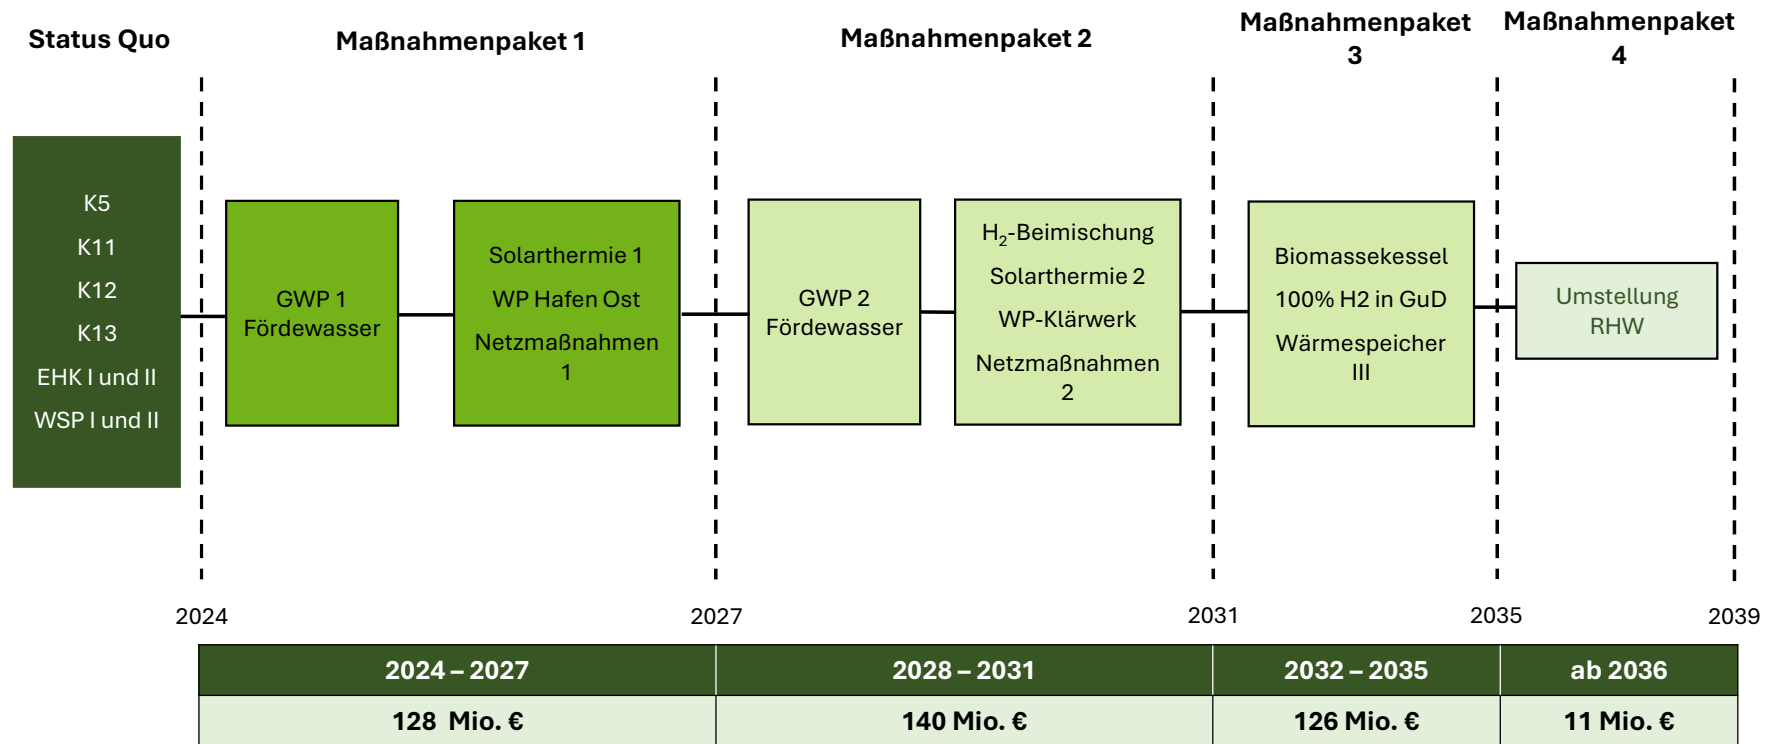 Status Quo
Maßnahmenpaket 1
Maßnahmenpaket 2
Maßnahmenpaket
3
Maßnahmenpaket
4
K5
K11
K12
K13
EHK I und II
WSP I und II
GWP 1
Fördewasser
Solarthermie 1
WP Hafen Ost
Netzmaßnahmen
1
GWP 2
Fördewasser
H₂-Beimischung
Solarthermie 2
WP-Klärwerk
Netzmaßnahmen
2
Biomassekessel
100% H2 in GuD
Wärmespeicher
III
Umstellung
RHW
2024
2027
2031
2035
2039
2024 – 2027
2028 – 2031
2032 – 2035
ab 2036
128 Mio. €
140 Mio. €
126 Mio. €
11 Mio. €